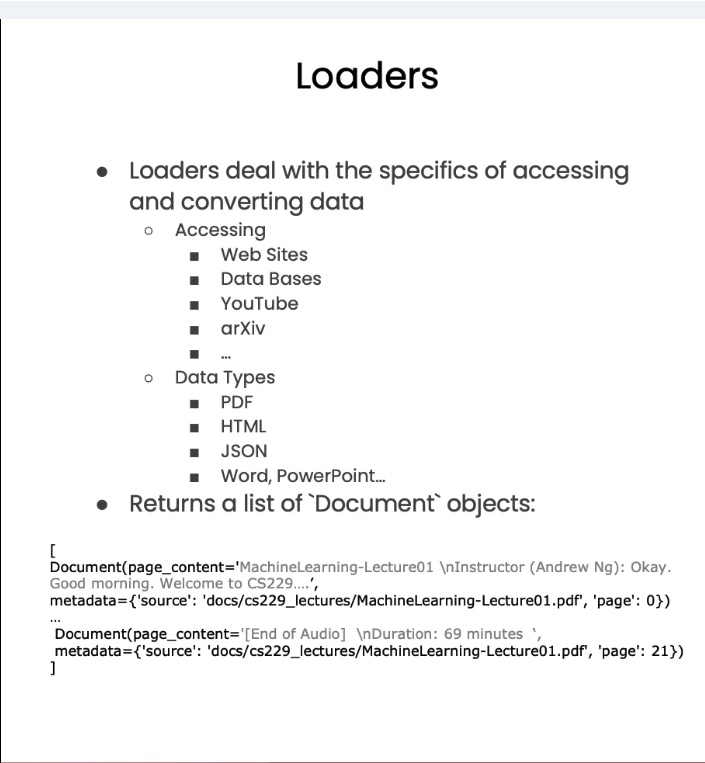 Loaders
● Loaders deal with the specifics of accessing
and converting data
○ Accessing
■ Web Sites
■ Data Bases
■ YouTube
■ arXiv
■ ...
○ Data Types
■ PDF
■ HTML
■ JSON
■ Word, PowerPoint...
● Returns a list of `Document` objects:
[
Document(page_content='MachineLearning-Lecture01 \nInstructor (Andrew Ng): Okay.
Good morning. Welcome to CS229....',
metadata={'source': 'docs/cs229_lectures/MachineLearning-Lecture01.pdf', 'page': 0})
...
Document(page_content='[End of Audio] \nDuration: 69 minutes `,
metadata={'source': 'docs/cs229_lectures/MachineLearning-Lecture01.pdf', 'page': 21})
]